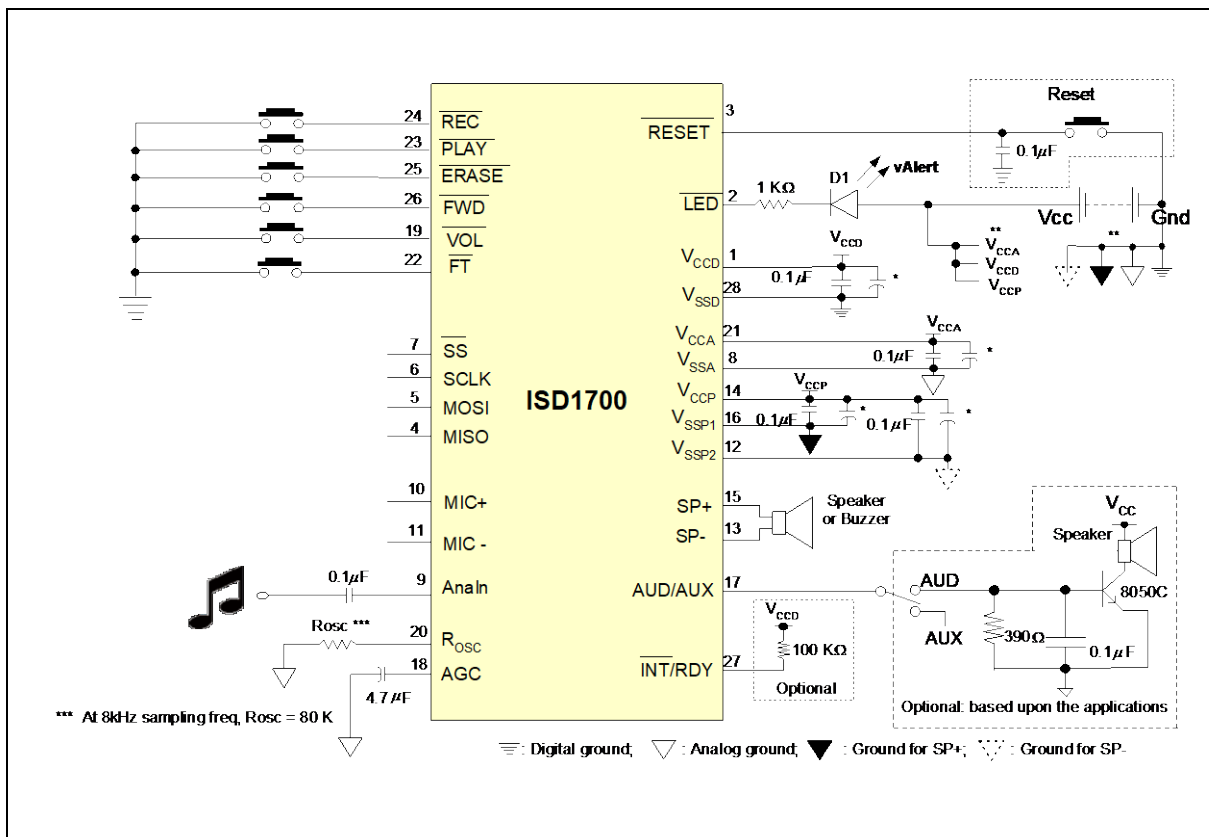 24 REC
23 PLAY
25 ERASE
26 FWD
19 VOL
22 FT
7 SS
6 SCLK
5 MOSI
4 MISO
10 MIC+
11 MIC -
0.1µF 9 AnaIn
Rosc *** 20 ROSC
4.7µF 18 AGC
*** At 8kHz sampling freq, Rosc = 80 K
ISD1700
RESET 3
Reset
0.1µF
LED 2 1 KΩ D1 vAlert
Vcc Gnd
** **
VCCA
VCCD
VCCP
VCCD 1 0.1µF VCCD *
VSSD 28
VCCA 21 VCCA
VSSA 8 0.1µF *
VCCP 14 VCCP
VSSP1 16 0.1µF * 0.1µF *
VSSP2 12
SP+ 15 Speaker
or Buzzer
SP- 13
AUD/AUX 17 AUD
AUX
VCC
Speaker
8050C
390Ω
0.1µF
Optional: based upon the applications
INT/RDY 27
VCCD
100 KΩ
Optional
: Digital ground; : Analog ground; : Ground for SP+; : Ground for SP-